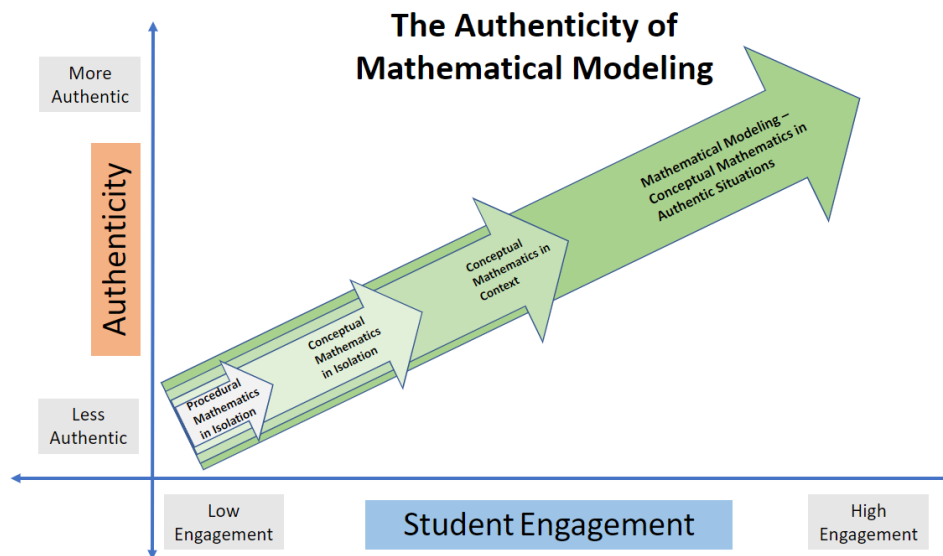 The Authenticity of
Mathematical Modeling
More
Authentic
Authenticity
Less
Authentic
Mathematical Modeling –
Conceptual Mathematics in
Authentic Situations
Conceptual
Mathematics in
Context
Conceptual
Mathematics
in Isolation
Procedural
Mathematics
in Isolation
Low
Engagement
Student Engagement
High
Engagement